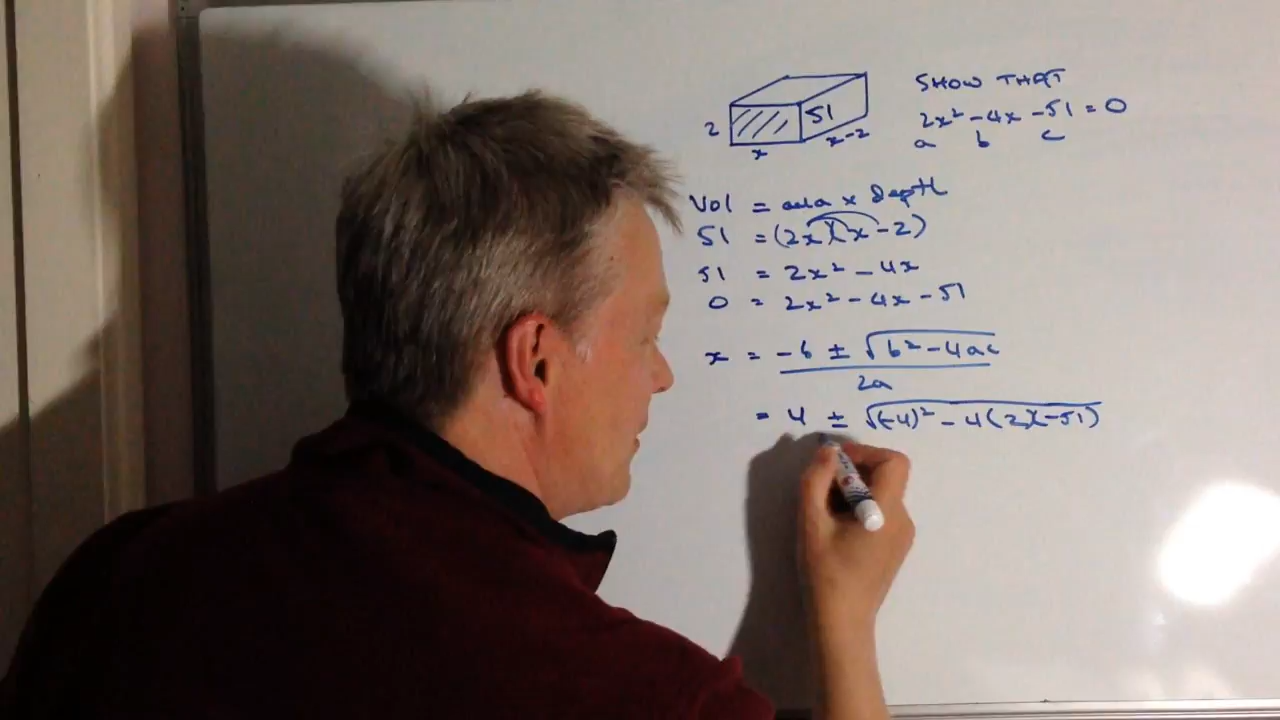 2
51
x
x-2
SHOW THAT
2x² - 4x - 51 = 0
a b c
Vol = area x Depth
51 = (2x)(x-2)
51 = 2x² - 4x
0 = 2x² - 4x - 51
x = -b ± √b² - 4ac
2a
= 4 ± √(-4)² - 4(2)(-51)